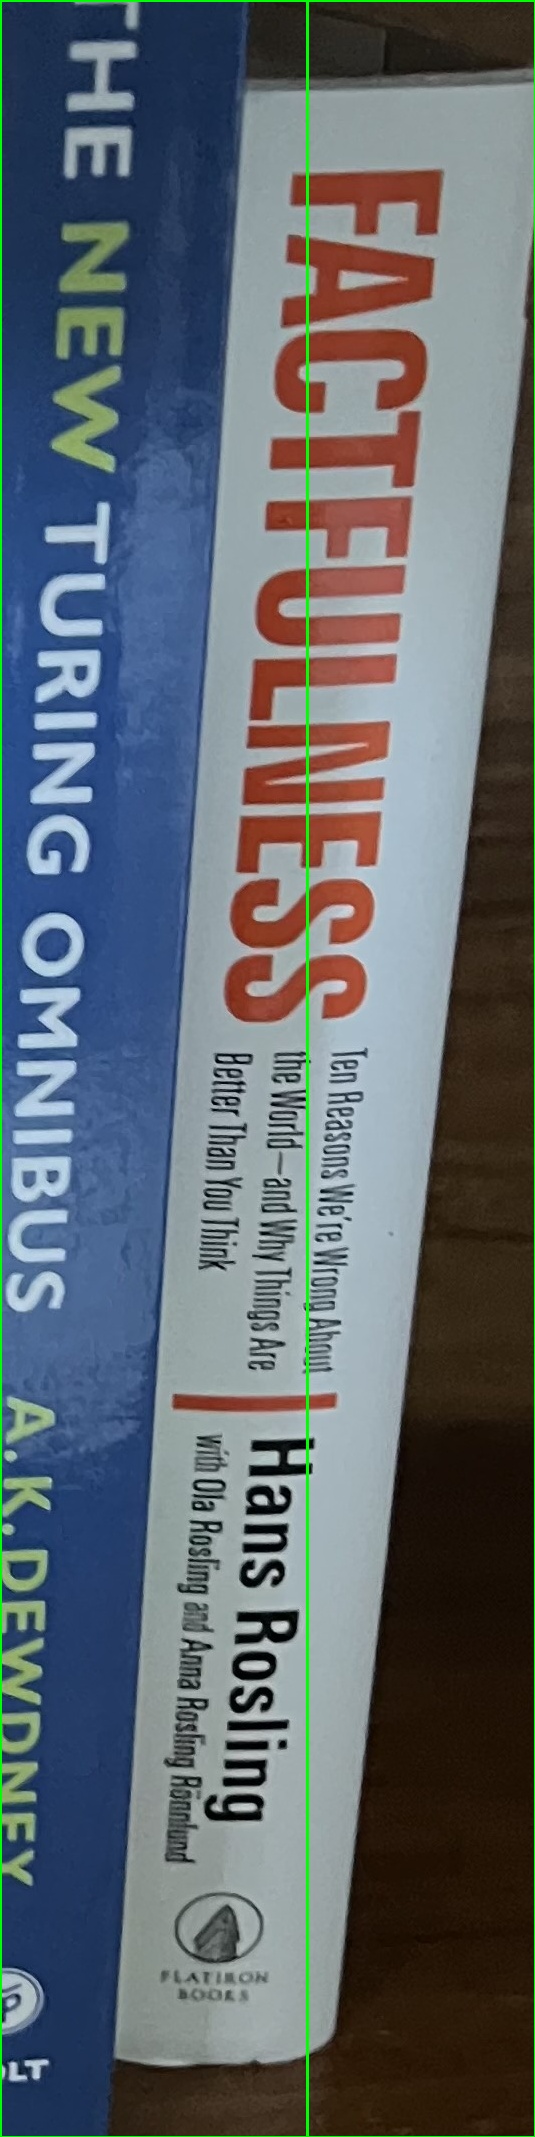 THE NEW TURING OMNIBUS A.K. DEWDNEY
FACTFULNESS
Ten Reasons We're Wrong About
the World—and Why Things Are
Better Than You Think
Hans Rosling
with Ola Rosling and Anna Rosling Rönnlund
FLATIRON
BOOKS